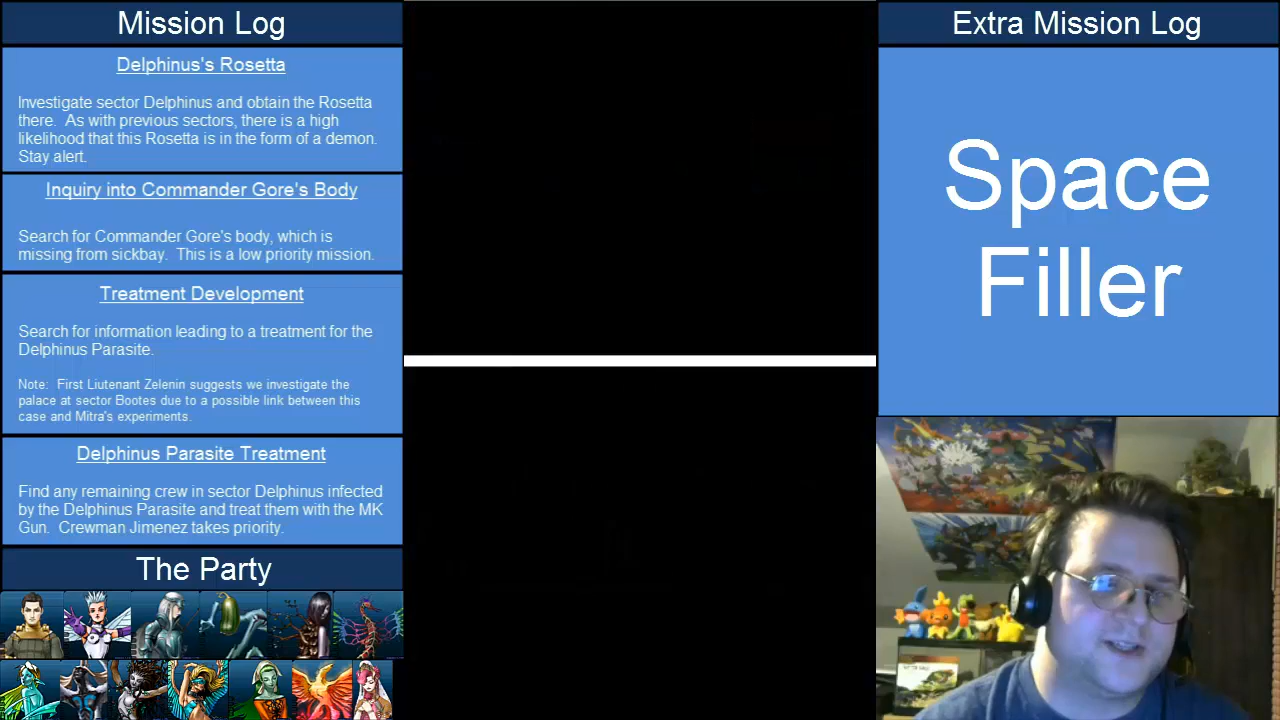 Mission Log
Delphinus's Rosetta
Investigate sector Delphinus and obtain the Rosetta
there. As with previous sectors, there is a high
likelihood that this Rosetta is in the form of a demon.
Stay alert.
Inquiry into Commander Gore's Body
Search for Commander Gore's body, which is
missing from sickbay. This is a low priority mission.
Treatment Development
Search for information leading to a treatment for the
Delphinus Parasite.
Note: First Liutenant Zelenin suggests we investigate the
palace at sector Bootes due to a possible link between this
case and Mitra's experiments.
Delphinus Parasite Treatment
Find any remaining crew in sector Delphinus infected
by the Delphinus Parasite and treat them with the MK
Gun. Crewman Jimenez takes priority.
The Party
Extra Mission Log
Space
Filler